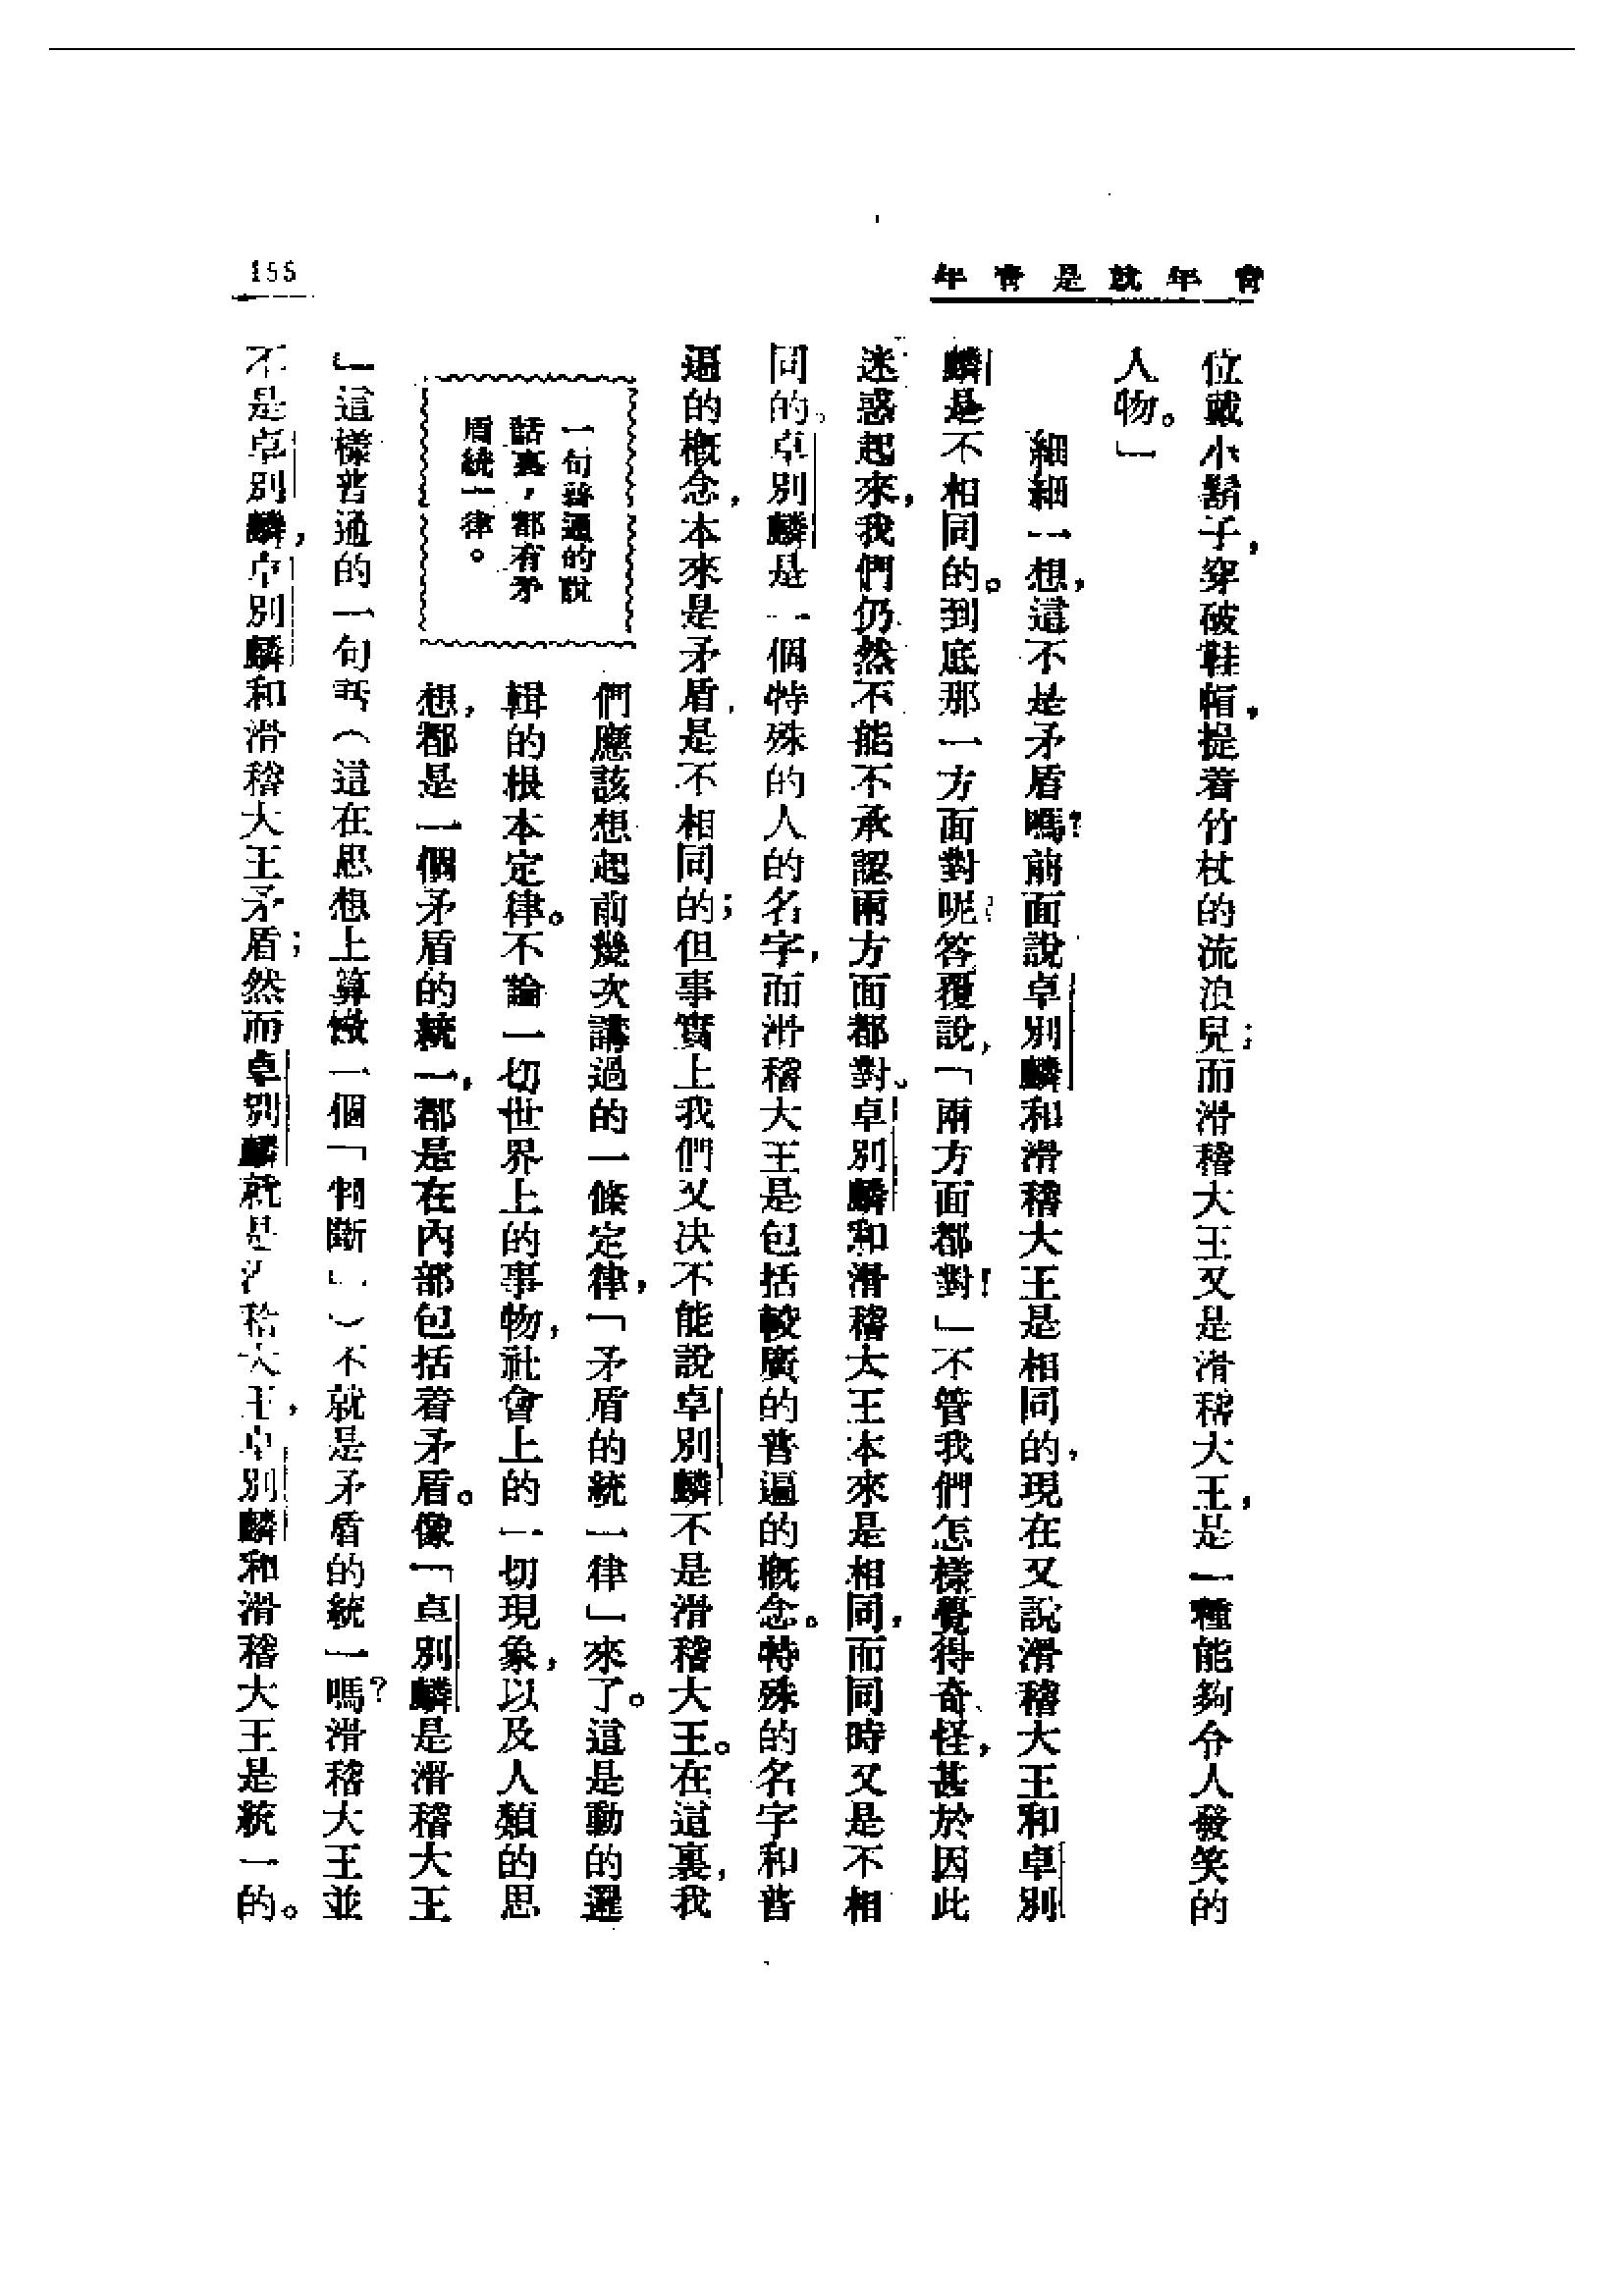 青年就是青年
155
位戴小鬍子，穿破鞋帽，提着竹杖的流浪兒；而滑稽大王又是滑稽大王，是一種能夠令人發笑的
人物。」
細細一想，這不是矛盾嗎？前面說卓別麟和滑稽大王是相同的，現在又說滑稽大王和卓別
麟是不相同的。到底那一方面對呢？答覆說，「兩方面都對！」不管我們怎樣覺得奇怪，甚於因此
迷惑起來，我們仍然不能不承認兩方面都對。卓別麟和滑稽大王本來是相同，而同時又是不相
同的。卓別麟是一個特殊的人的名字，而滑稽大王是包括較廣的普遍的概念。特殊的名字和普
遍的概念，本來是矛盾，是不相同的；但事實上我們又決不能說卓別麟不是滑稽大王。在這裏，我
們應該想起前幾次講過的一條定律，「矛盾的統一律」來了。這是動的邏
輯的根本定律。不論一切世界上的事物，社會上的一切現象，以及人類的思
想，都是一個矛盾的統一，都是在內部包括着矛盾。像「卓別麟是滑稽大王
一句普通的說
話裏，都有矛
盾統一律。
」這樣普通的一句話（這在思想上算做一個「判斷」）不就是矛盾的統一嗎？滑稽大王並
不是卓別麟，卓別麟和滑稽大王矛盾；然而卓別麟就是滑稽大王，卓別麟和滑稽大王是統一的。